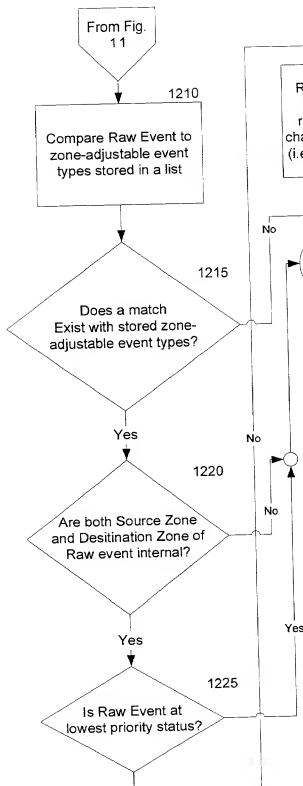 From Fig.
11
1210
Compare Raw Event to
zone-adjustable event
types stored in a list
R
r
cha
(i.e
No
1215
Does a match
Exist with stored zone-
adjustable event types?
Yes
No
1220
Are both Source Zone
and Desitination Zone of
Raw event internal?
No
Yes
Yes
1225
Is Raw Event at
lowest priority status?